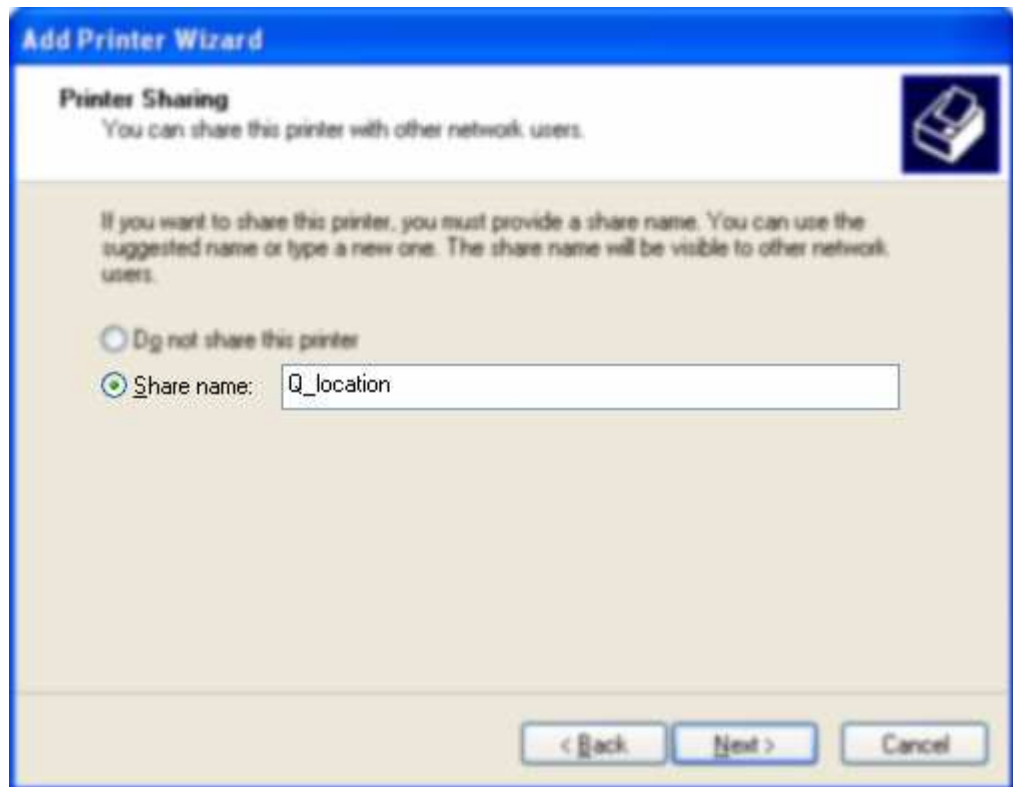 Add Printer Wizard
Printer Sharing
You can share this printer with other network users.
If you want to share this printer, you must provide a share name. You can use the
suggested name or type a new one. The share name will be visible to other network
users.
Do not share this printer
Share name: Q_location
< Back Next > Cancel